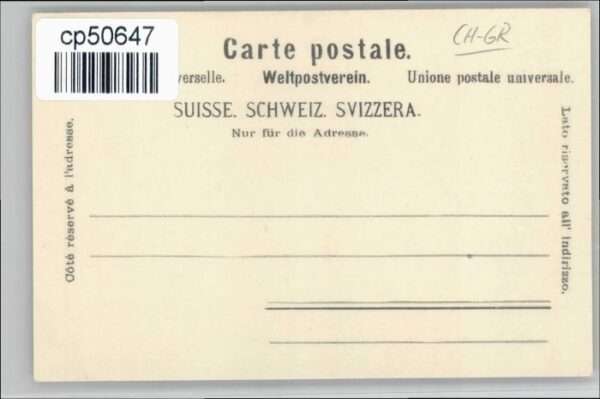 cp50647
CH-GR
Carte postale.
verselle. Weltpostverein. Unione postale universale.
SUISSE. SCHWEIZ. SVIZZERA.
Nur für die Adresse.
Côté réservé à l'adresse.
Lato riservato all' indirizzo.